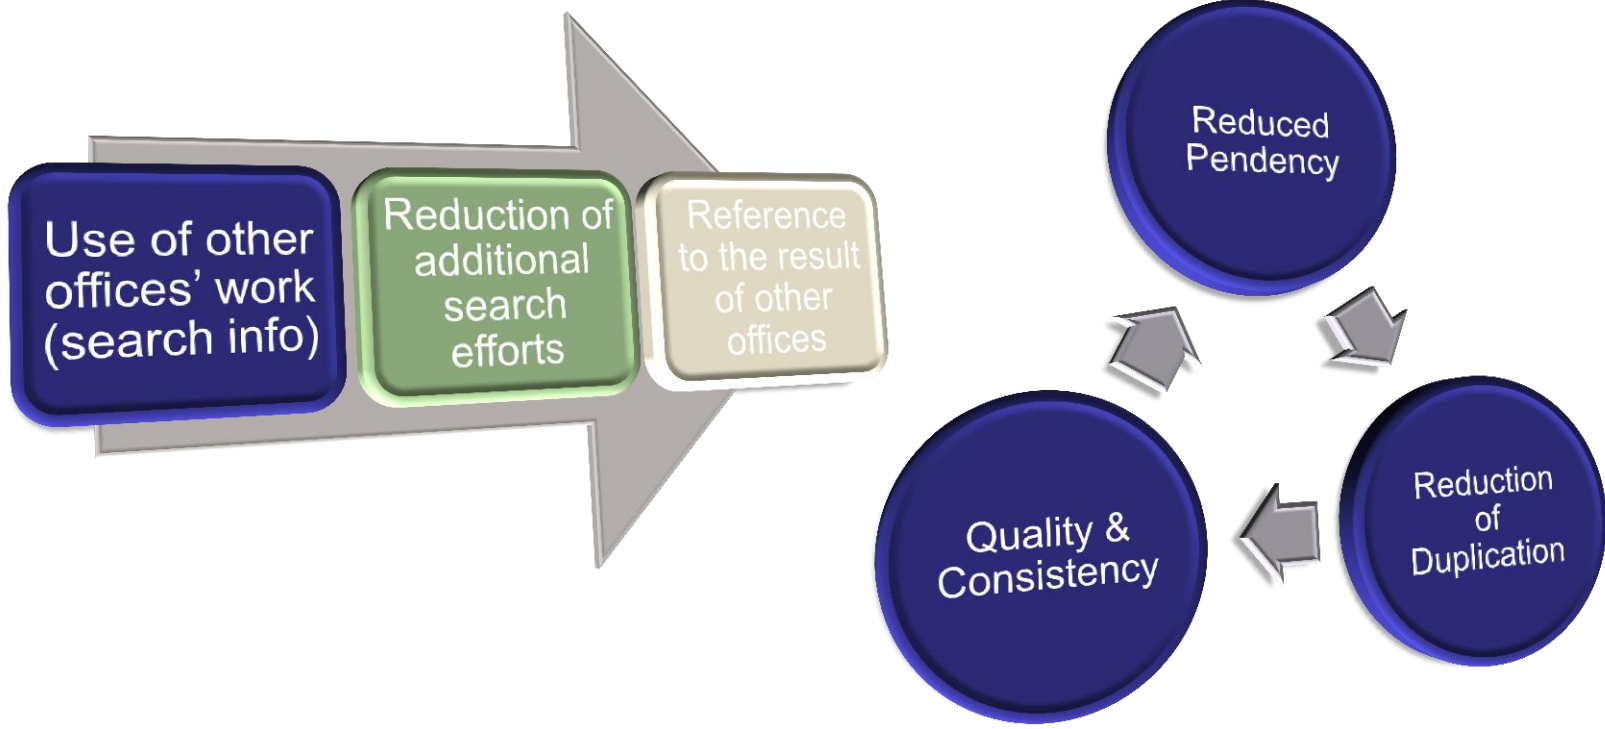 Use of other
offices’ work
(search info)
Reduction of
additional
search
efforts
Reference
to the result
of other
offices
Reduced
Pendency
Reduction
of
Duplication
Quality &
Consistency